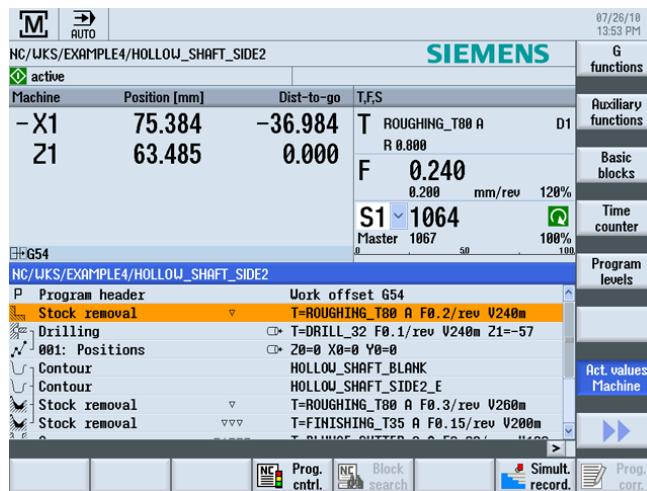 M AUTO
07/26/10
13:53 PM
NC/WKS/EXAMPLE4/HOLLOW_SHAFT_SIDE2
SIEMENS
active
Machine Position [mm] Dist-to-go T,F,S
-X1 75.384 -36.984
Z1 63.485 0.000
T ROUGHING_T80 A D1
R 0.800
F 0.240
0.200 mm/rev 120%
S1 1064
Master 1067 100%
0 50 100
G54
NC/WKS/EXAMPLE4/HOLLOW_SHAFT_SIDE2
P Program header Work offset G54
Stock removal ▽ T=ROUGHING_T80 A F0.2/rev V240m
Drilling T=DRILL_32 F0.1/rev V240m Z1=-57
001: Positions Z0=0 X0=0 Y0=0
Contour HOLLOW_SHAFT_BLANK
Contour HOLLOW_SHAFT_SIDE2_E
Stock removal ▽ T=ROUGHING_T80 A F0.3/rev V260m
Stock removal ▽▽▽ T=FINISHING_T35 A F0.15/rev V200m
G
functions
Auxiliary
functions
Basic
blocks
Time
counter
Program
levels
Act. values
Machine
NC Prog.
cntrl.
NC Block
search
Simult.
record.
Prog.
corr.